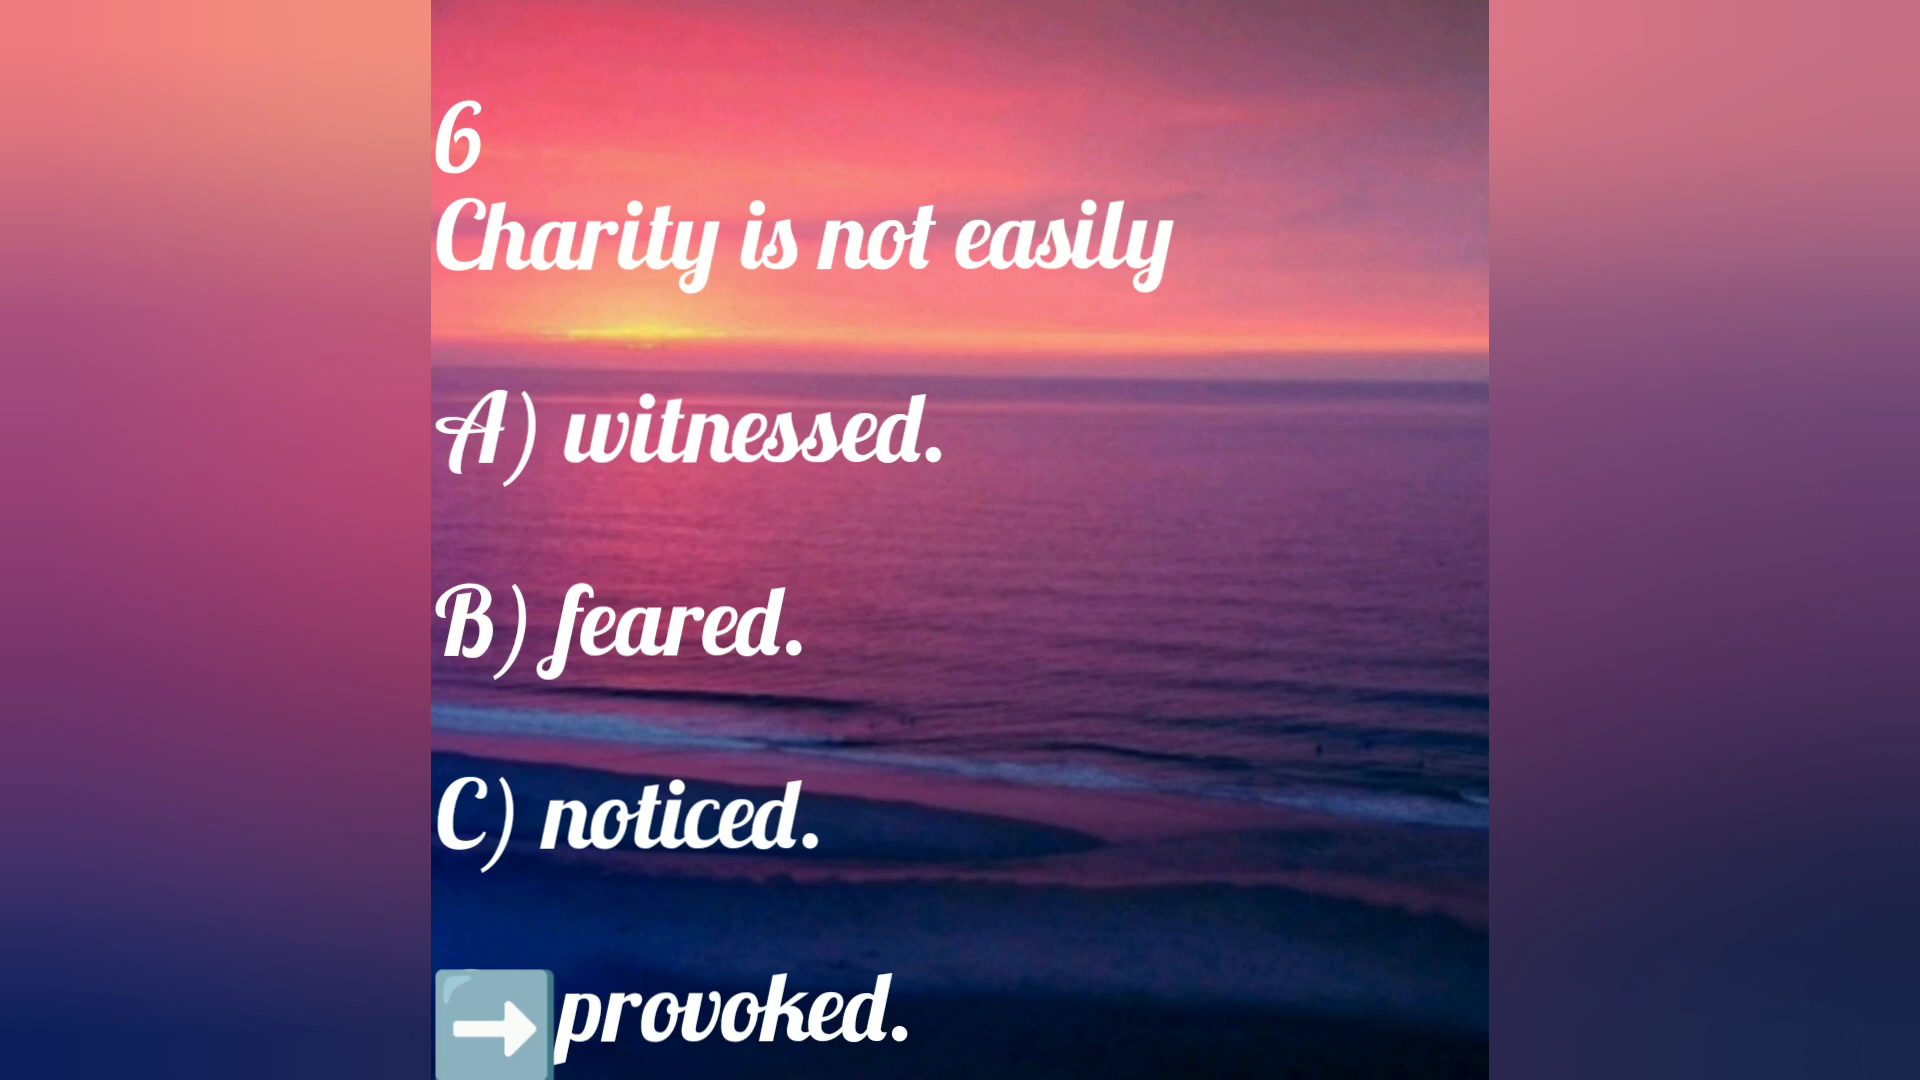 6
Charity is not easily
A) witnessed.
B) feared.
C) noticed.
➡️ provoked.